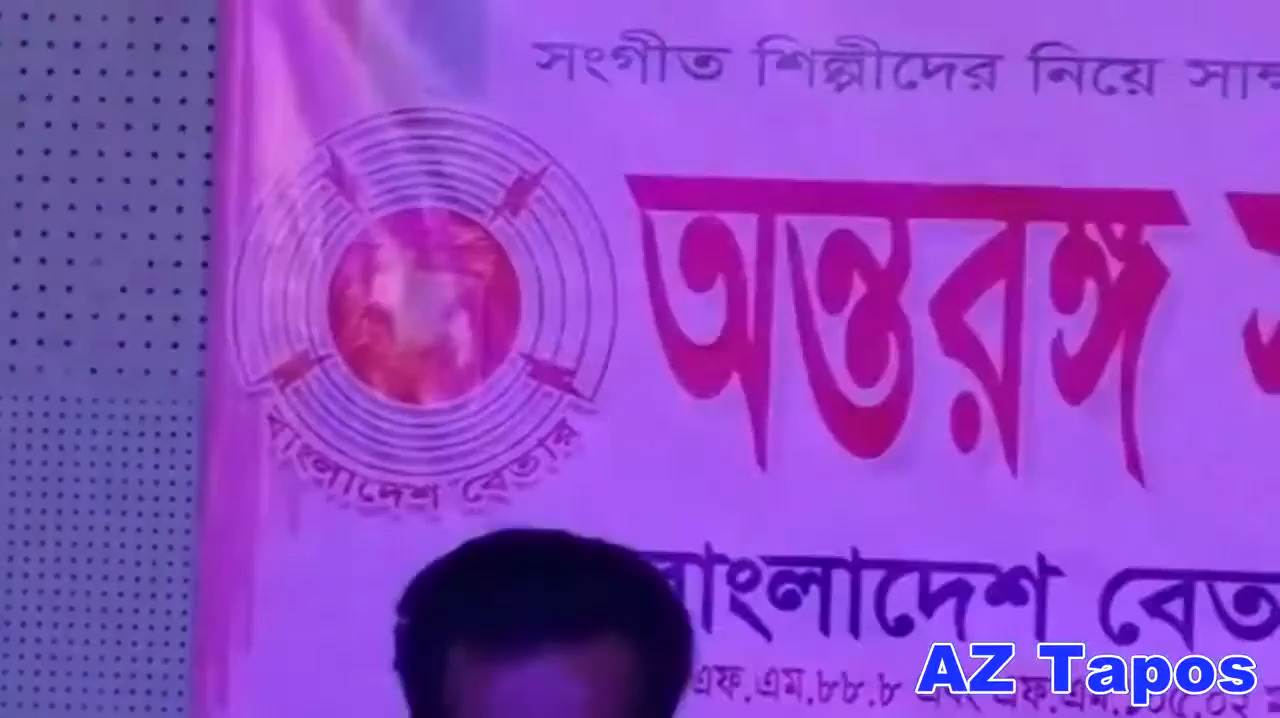 সংগীত শিল্পীদের নিয়ে
অন্তরঙ্গ
বাংলাদেশ বেতার
বাংলাদেশ
এফ.এম.৮৮.৮
AZ Tapos